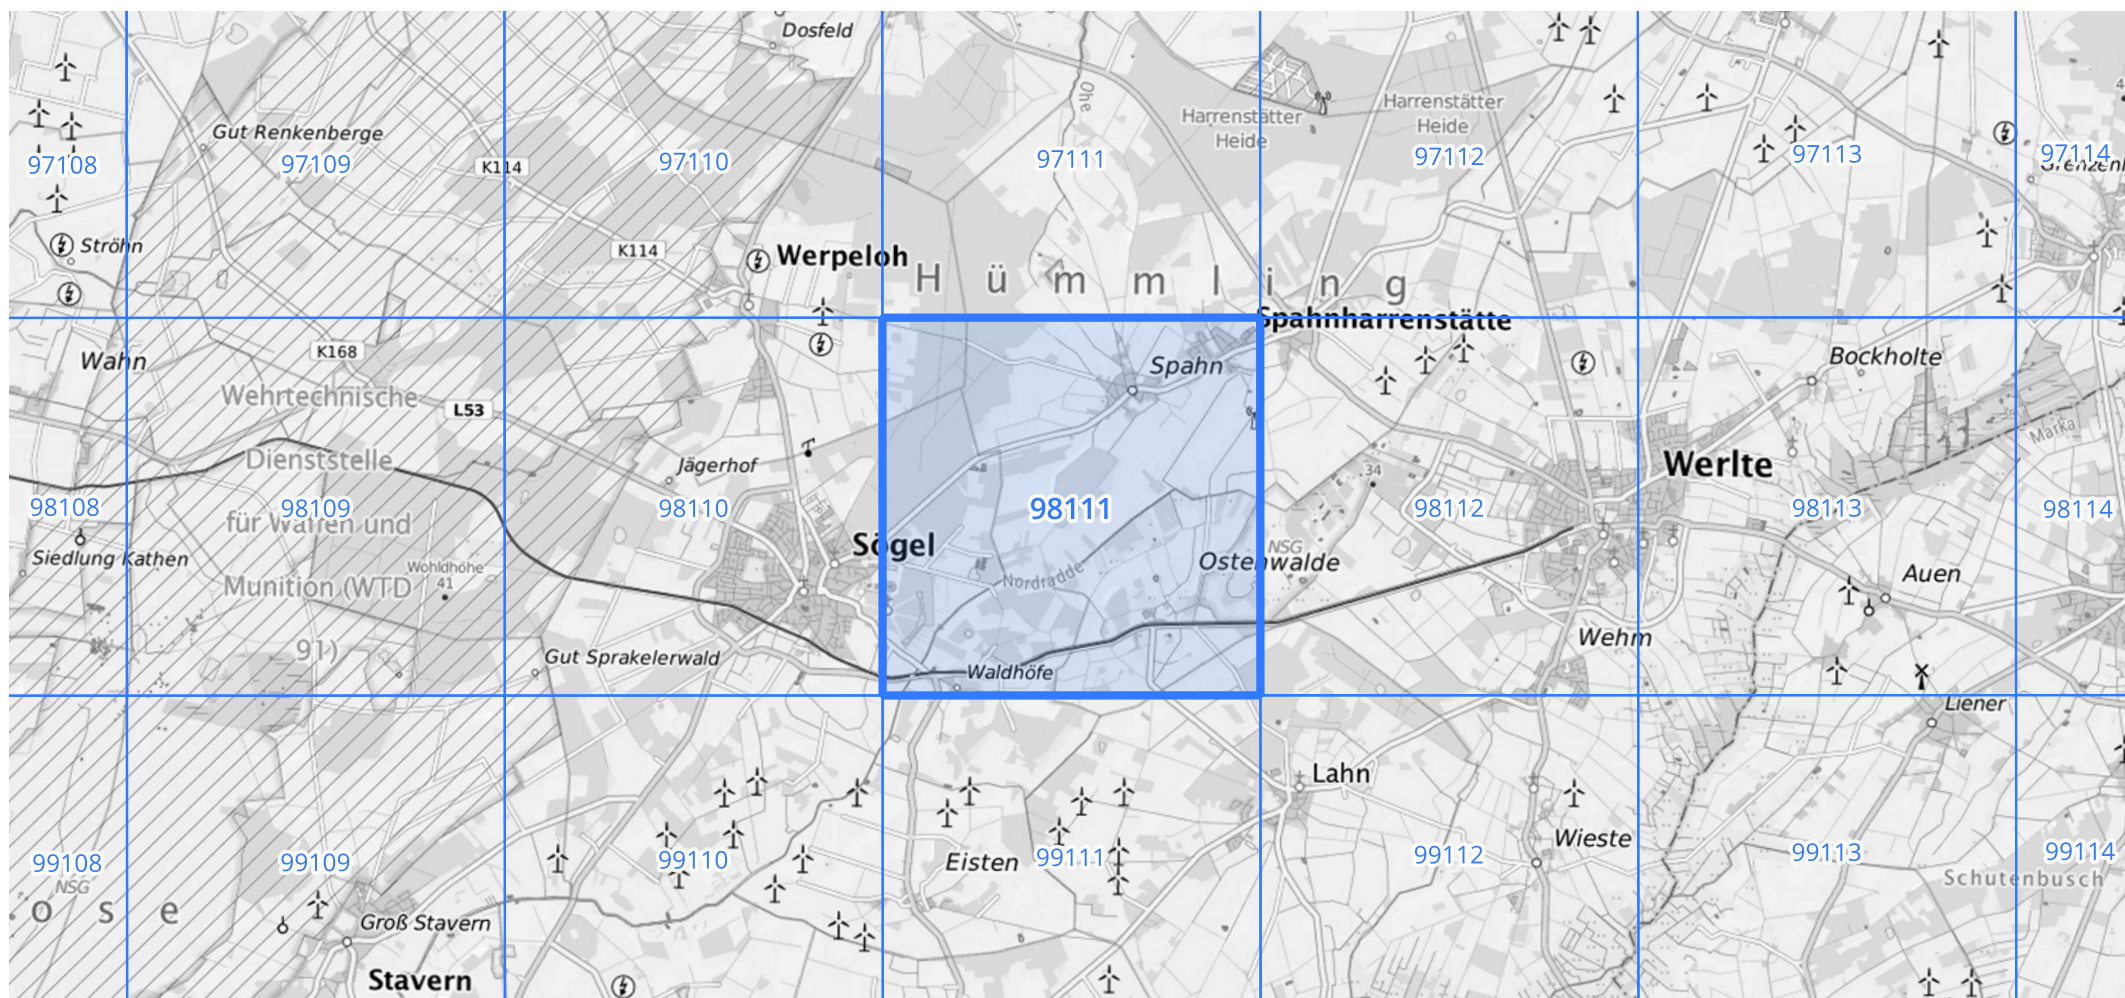 Dosfeld
Ohe
Harrenstätter
Heide
Harrenstätter
Heide
Gut Renkenberge
K114
97108
97109
97110
97111
97112
97113
97114
Ströhn
K114
Werpeloh
Hümmling
Spahnharrenstätte
Wahn
K168
Spahn
Bockholte
Wehrtechnische
L53
Marka
Dienststelle
Jägerhof
34
Werlte
98108
98109
98110
98111
98112
98113
98114
für Waffen und
Siedlung Kathen
Sögel
NSG
Ostenwalde
Wohldhöhe
41
Nordradde
Auen
Munition (WTD
91)
Gut Sprakelerwald
Waldhöfe
Wehm
Liener
Lahn
Wieste
99108
99109
99110
Eisten
99111
99112
99113
99114
NSG
Schutenbusch
ose
Groß Stavern
Stavern